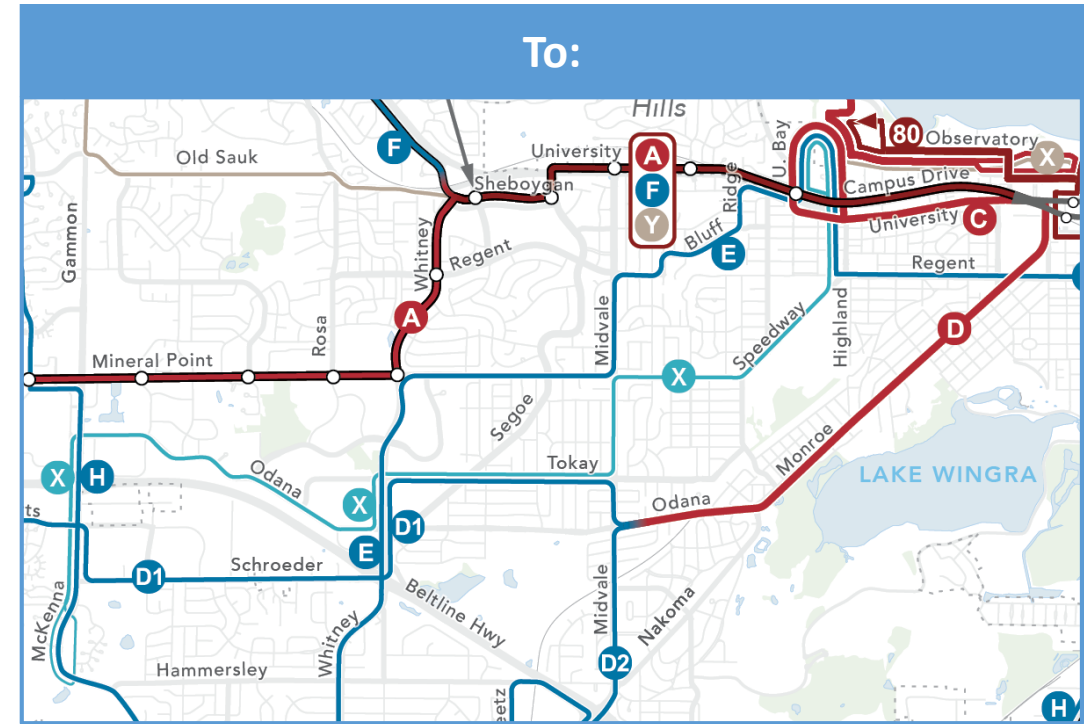 To:
Hills
F
A
F
Y
U. Bay
80
Observatory
X
Old Sauk
University
Sheboygan
Ridge
Campus Drive
University
C
Gammon
Whitney
Regent
Bluff
E
Regent
A
Rosa
Midvale
Speedway
Highland
D
Mineral Point
X
Segoe
Monroe
LAKE WINGRA
X
H
Odana
Tokay
X
Odana
ts
D1
E
Schroeder
D1
Beltline Hwy
McKenna
Whitney
Midvale
Nakoma
Hammersley
D2
eetz
H